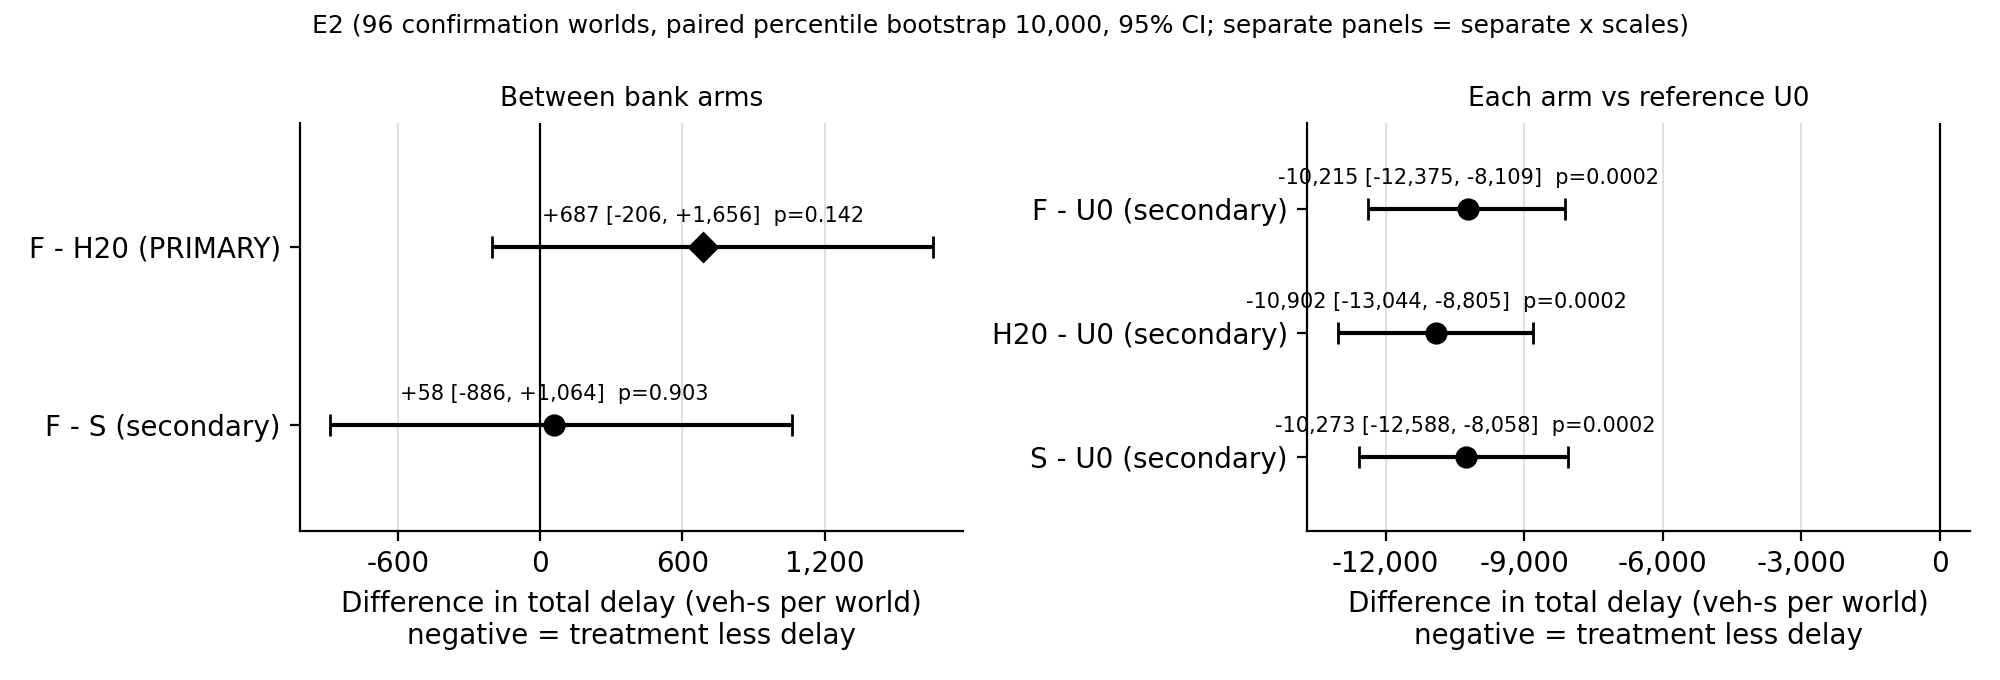 E2 (96 confirmation worlds, paired percentile bootstrap 10,000, 95% CI; separate panels = separate x scales)
Between bank arms
+687 [-206, +1,656]  p=0.142
F - H20 (PRIMARY)
+58 [-886, +1,064]  p=0.903
F - S (secondary)
-600 0 600 1,200
Difference in total delay (veh-s per world)
negative = treatment less delay
Each arm vs reference U0
-10,215 [-12,375, -8,109]  p=0.0002
F - U0 (secondary)
-10,902 [-13,044, -8,805]  p=0.0002
H20 - U0 (secondary)
-10,273 [-12,588, -8,058]  p=0.0002
S - U0 (secondary)
-12,000 -9,000 -6,000 -3,000 0
Difference in total delay (veh-s per world)
negative = treatment less delay